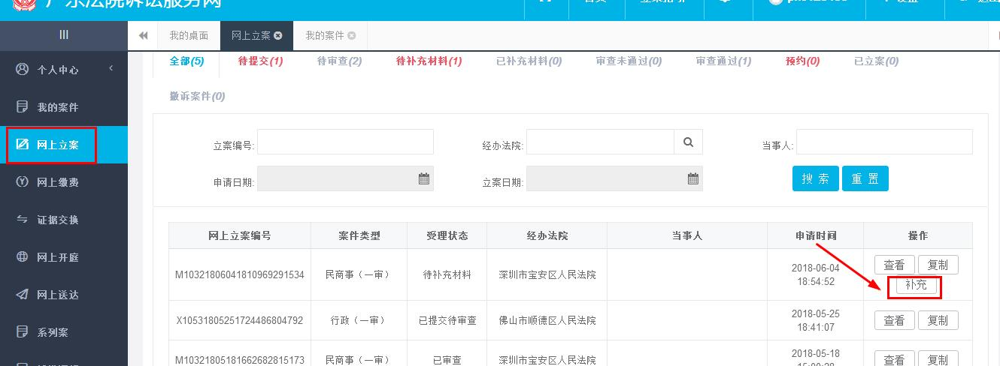 广东法院诉讼服务网
我的桌面 网上立案 我的案件
个人中心
我的案件
网上立案
网上缴费
证据交换
网上开庭
网上送达
系列案
全部(5) 待提交(1) 待审查(2) 待补充材料(1) 已补充材料(0) 审查未通过(0) 审查通过(1) 预约(0) 已立案(0)
撤诉案件(0)
立案编号: 经办法院: 当事人:
申请日期: 立案日期: 搜索 重置
网上立案编号 案件类型 受理状态 经办法院 当事人 申请时间 操作
M10321806041810969291534 民商事（一审） 待补充材料 深圳市宝安区人民法院 2018-06-04 18:54:52 查看 复制
补充
X10531805251724486804792 行政（一审） 已提交待审查 佛山市顺德区人民法院 2018-05-25 18:41:07 查看 复制
M10321805181662682815173 民商事（一审） 已审查 深圳市宝安区人民法院 2018-05-18 查看 复制